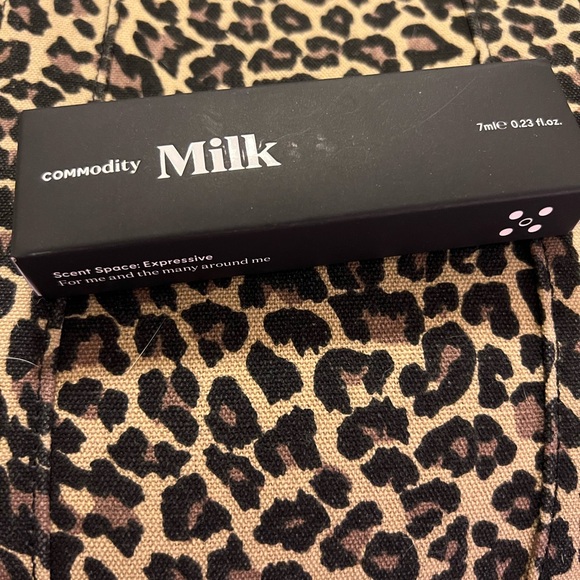 COMMOdity Milk
7ml℮ 0.23 fl.oz.
Scent Space: Expressive
For me and the many around me